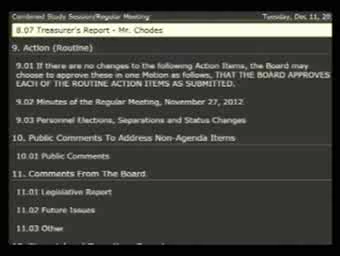 Combined Study Session/Regular Meeting
Tuesday, Dec 11, 20
8.07 Treasurer's Report - Mr. Chodes
9. Action (Routine)
9.01 If there are no changes to the following Action Items, the Board may
choose to approve these in one Motion as follows, THAT THE BOARD APPROVES
EACH OF THE ROUTINE ACTION ITEMS AS SUBMITTED.
9.02 Minutes of the Regular Meeting, November 27, 2012
9.03 Personnel Elections, Separations and Status Changes
10. Public Comments To Address Non-Agenda Items
10.01 Public Comments
11. Comments From The Board
11.01 Legislative Report
11.02 Future Issues
11.03 Other